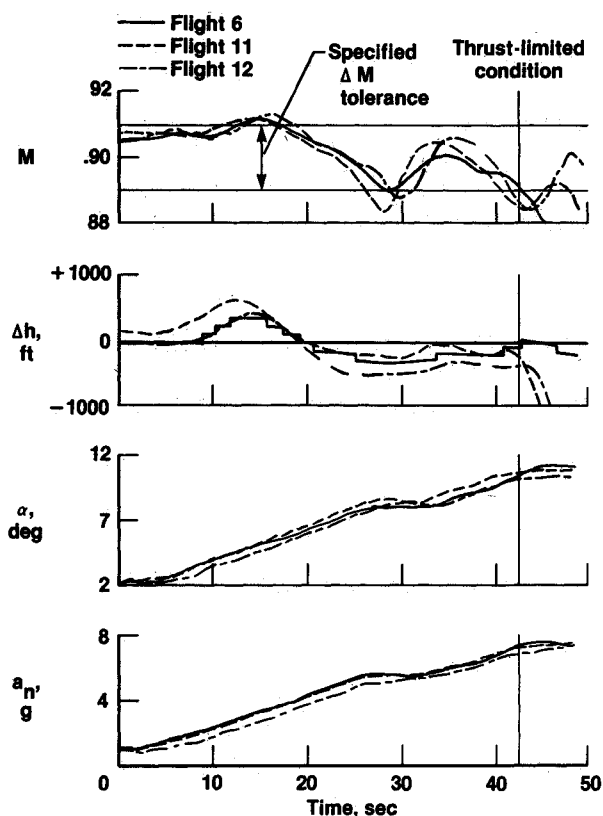 Flight 6
Flight 11
Flight 12
Specified
Δ M
tolerance
Thrust-limited
condition
92
M
.90
88
+1000
Δh,
ft
0
−1000
12
α,
deg
7
2
8
an,
g
4
0
10
20
30
40
50
Time, sec